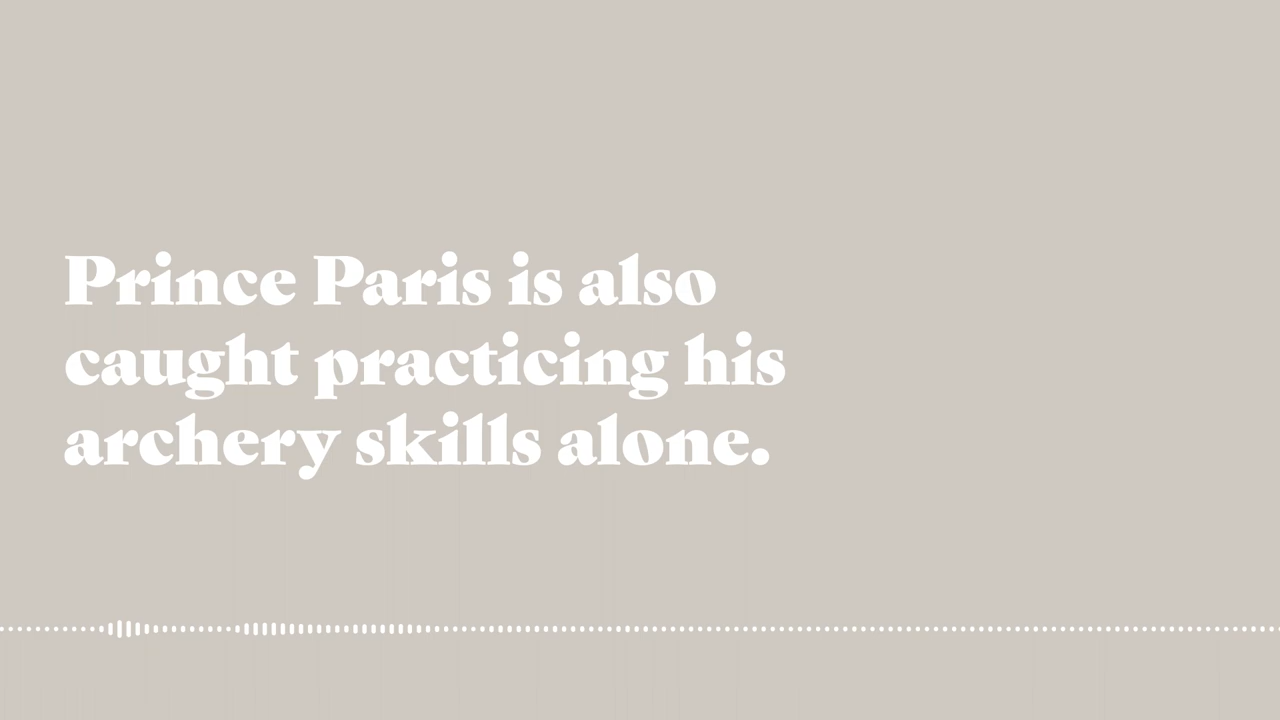 Prince Paris is also
caught practicing his
archery skills alone.